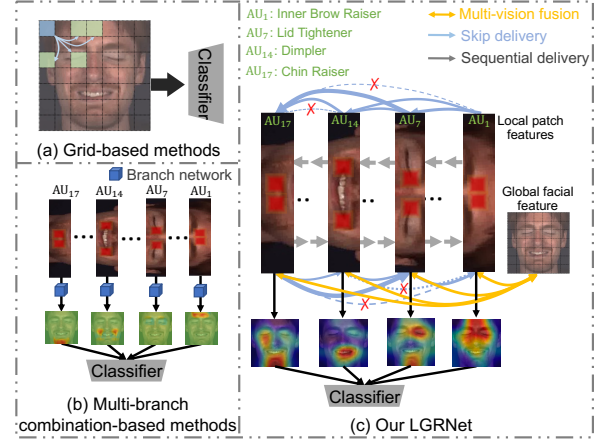 Classifier
(a) Grid-based methods
Branch network
AU₁₇ AU₁₄ AU₇ AU₁
Classifier
(b) Multi-branch
combination-based methods
AU₁: Inner Brow Raiser
AU₇: Lid Tightener
AU₁₄: Dimpler
AU₁₇: Chin Raiser
Multi-vision fusion
Skip delivery
Sequential delivery
AU₁₇ AU₁₄ AU₇ AU₁
Local patch
features
Global facial
feature
Classifier
(c) Our LGRNet